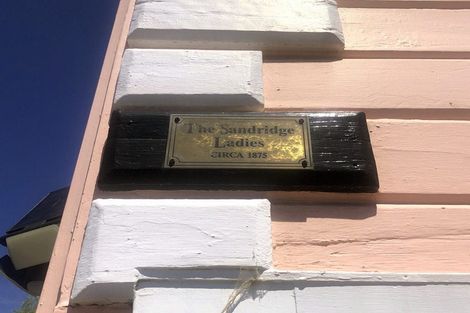 The Sandridge
Ladies
CIRCA 1875